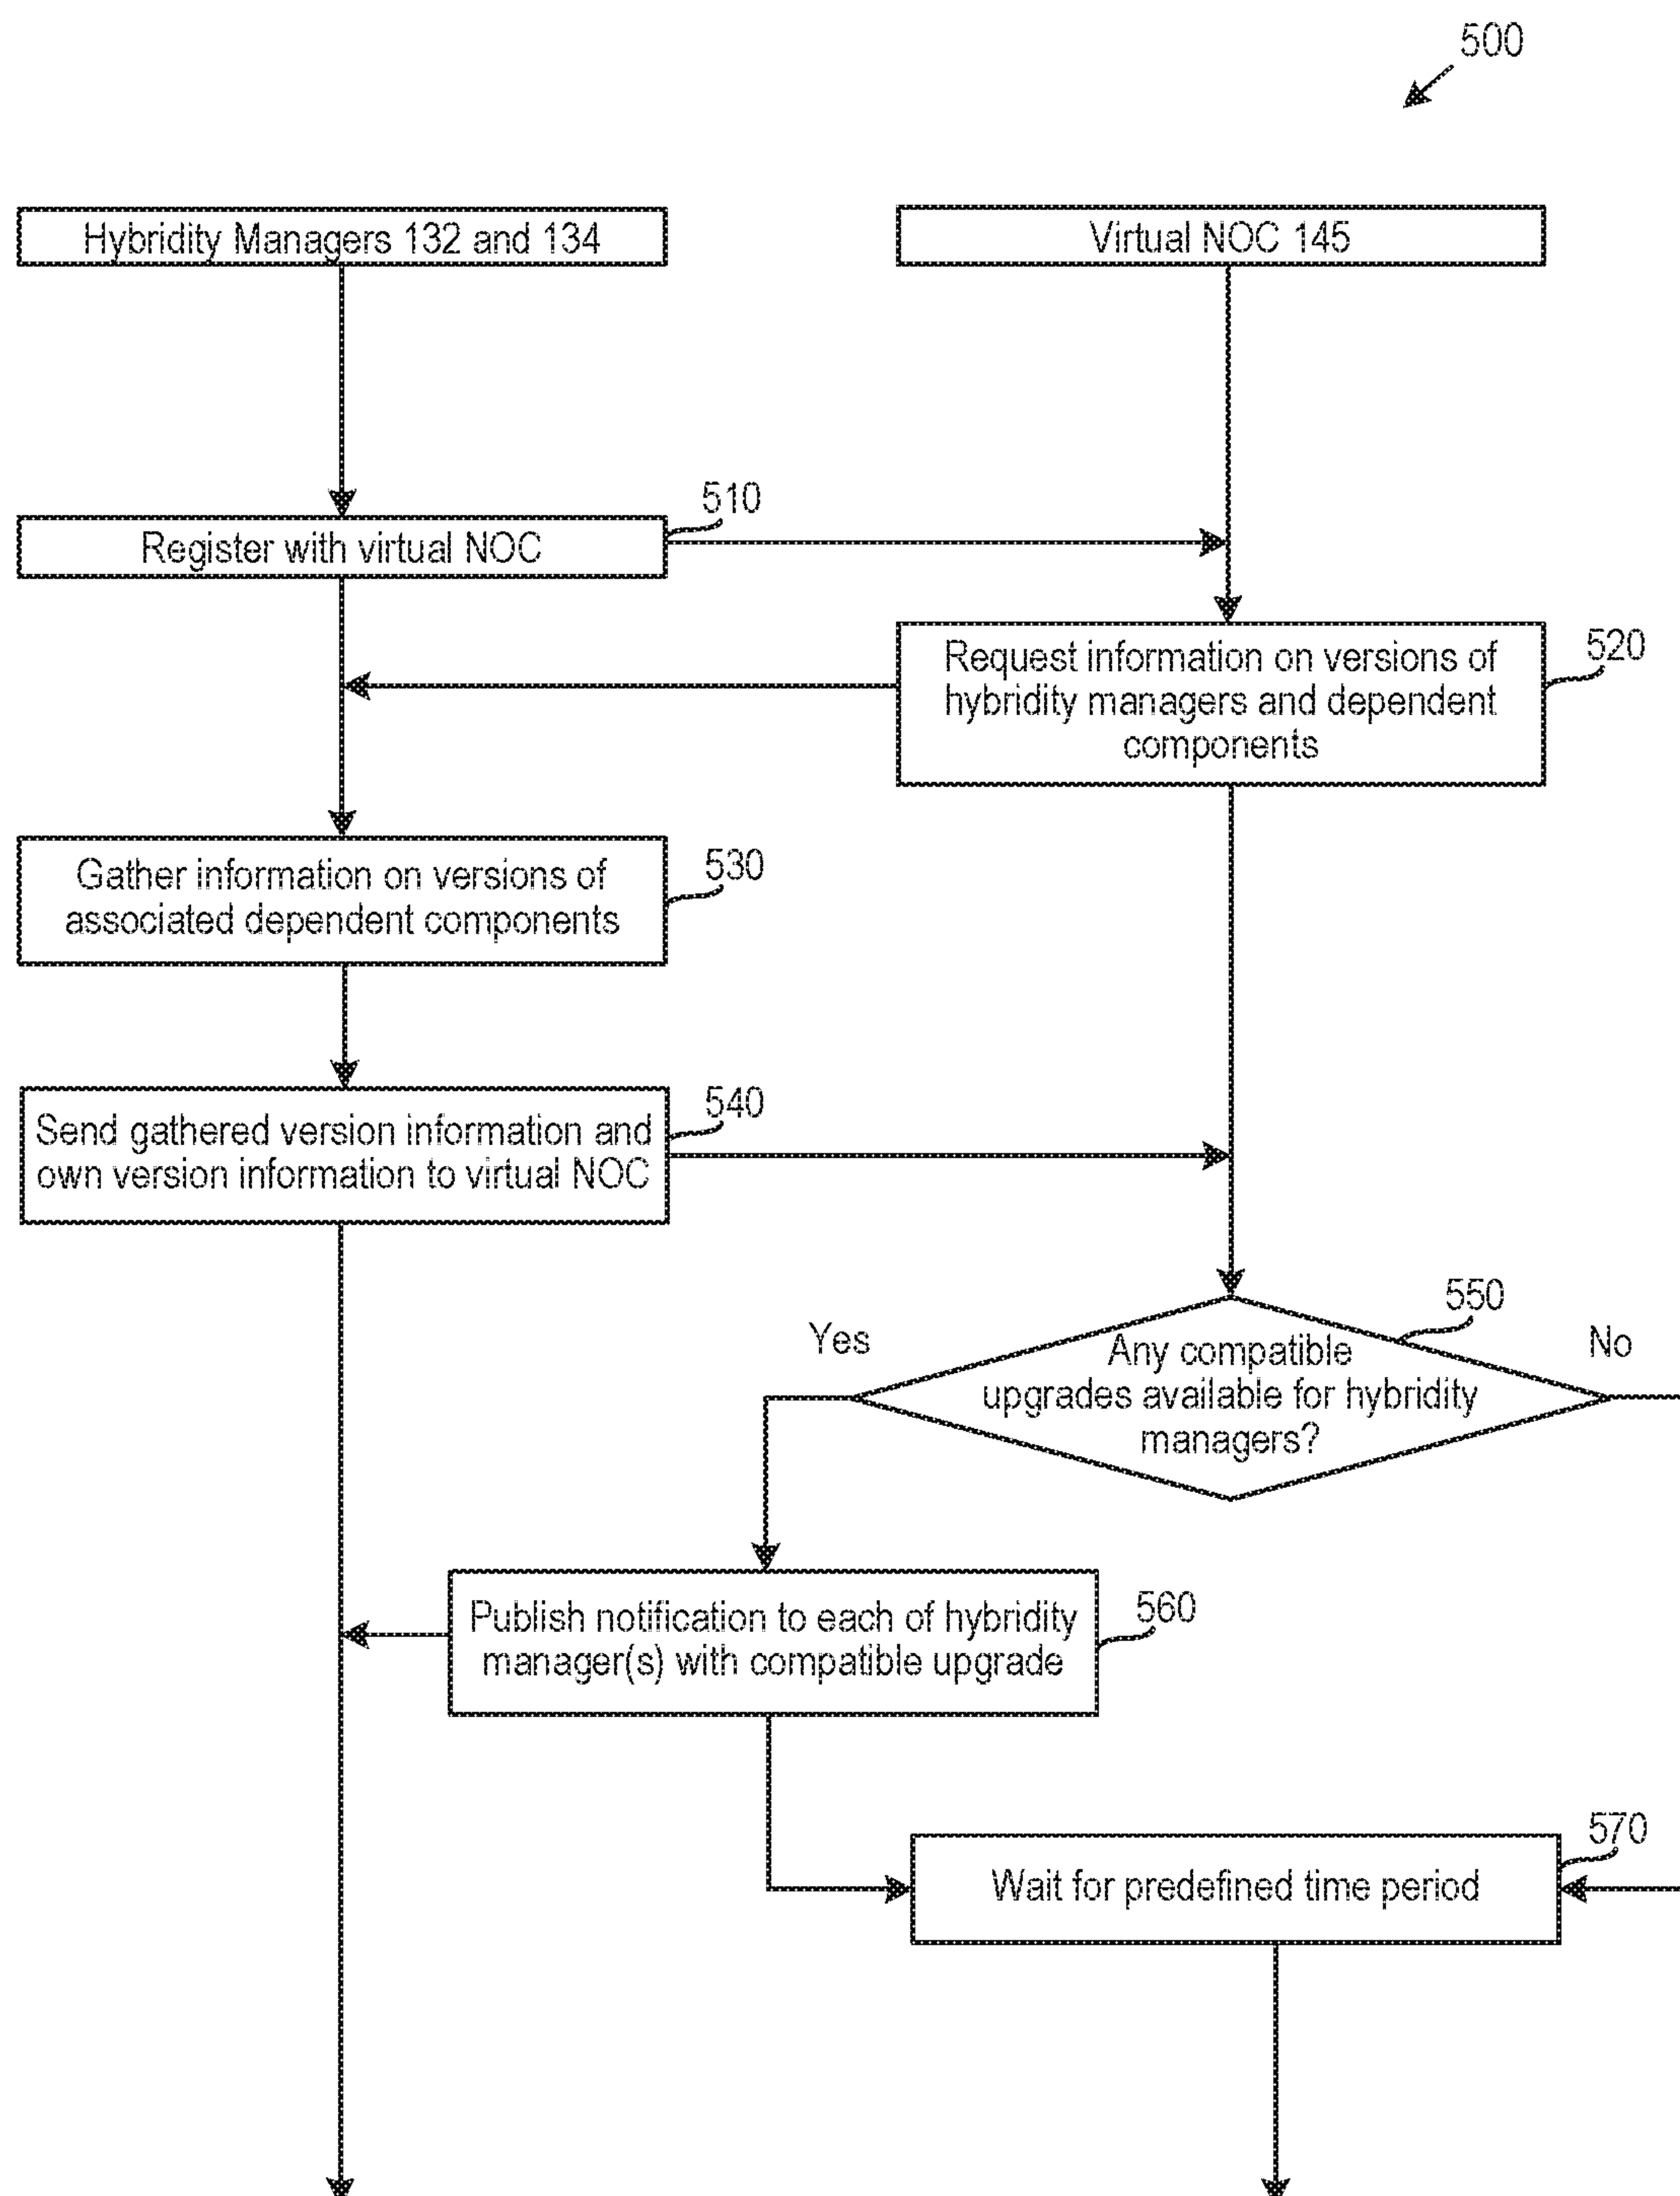 500
Hybridity Managers 132 and 134
Virtual NOC 145
510
Register with virtual NOC
520
Request information on versions of
hybridity managers and dependent
components
530
Gather information on versions of
associated dependent components
540
Send gathered version information and
own version information to virtual NOC
550
Yes
No
Any compatible
upgrades available for hybridity
managers?
560
Publish notification to each of hybridity
manager(s) with compatible upgrade
570
Wait for predefined time period